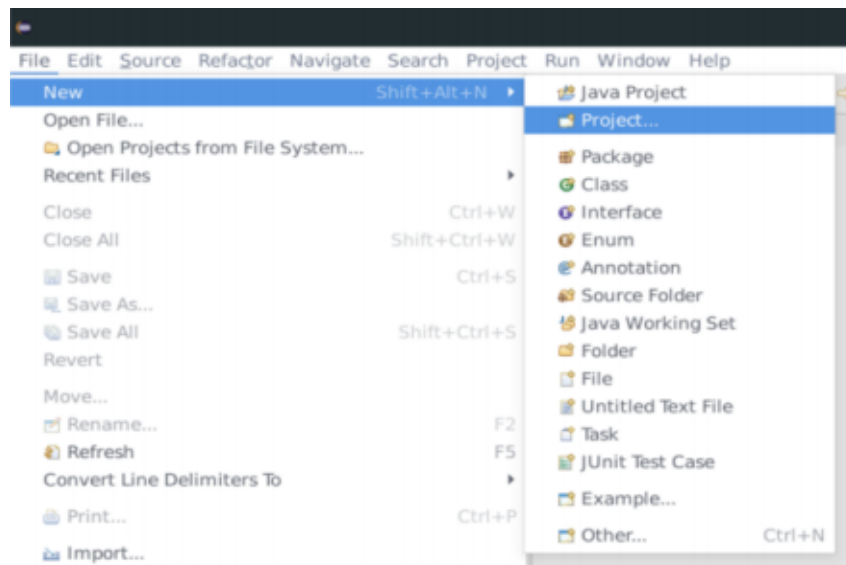 File Edit Source Refactor Navigate Search Project Run Window Help
New Shift+Alt+N
Open File...
Open Projects from File System...
Recent Files
Close Ctrl+W
Close All Shift+Ctrl+W
Save Ctrl+S
Save As...
Save All Shift+Ctrl+S
Revert
Move...
Rename... F2
Refresh F5
Convert Line Delimiters To
Print... Ctrl+P
Import...
Java Project
Project...
Package
Class
Interface
Enum
Annotation
Source Folder
Java Working Set
Folder
File
Untitled Text File
Task
JUnit Test Case
Example...
Other... Ctrl+N